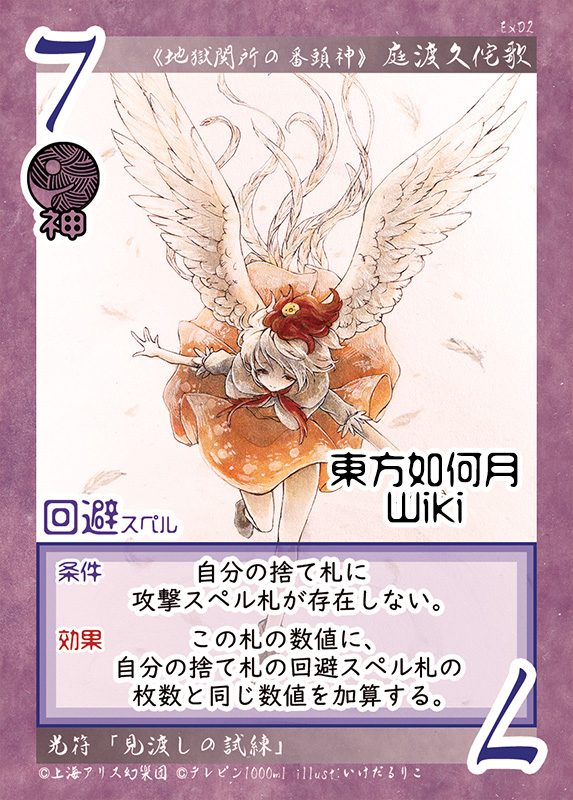 Ex02
7
《地獄関所の番頭神》 庭渡久侘歌
神
東方如何月
Wiki
回避スペル
条件
自分の捨て札に
攻撃スペル札が存在しない。
効果
この札の数値に、
自分の捨て札の回避スペル札の
枚数と同じ数値を加算する。
7
光符「見渡しの試練」
©上海アリス幻樂団 ©テレピン1000ml illust:いけだるりこ